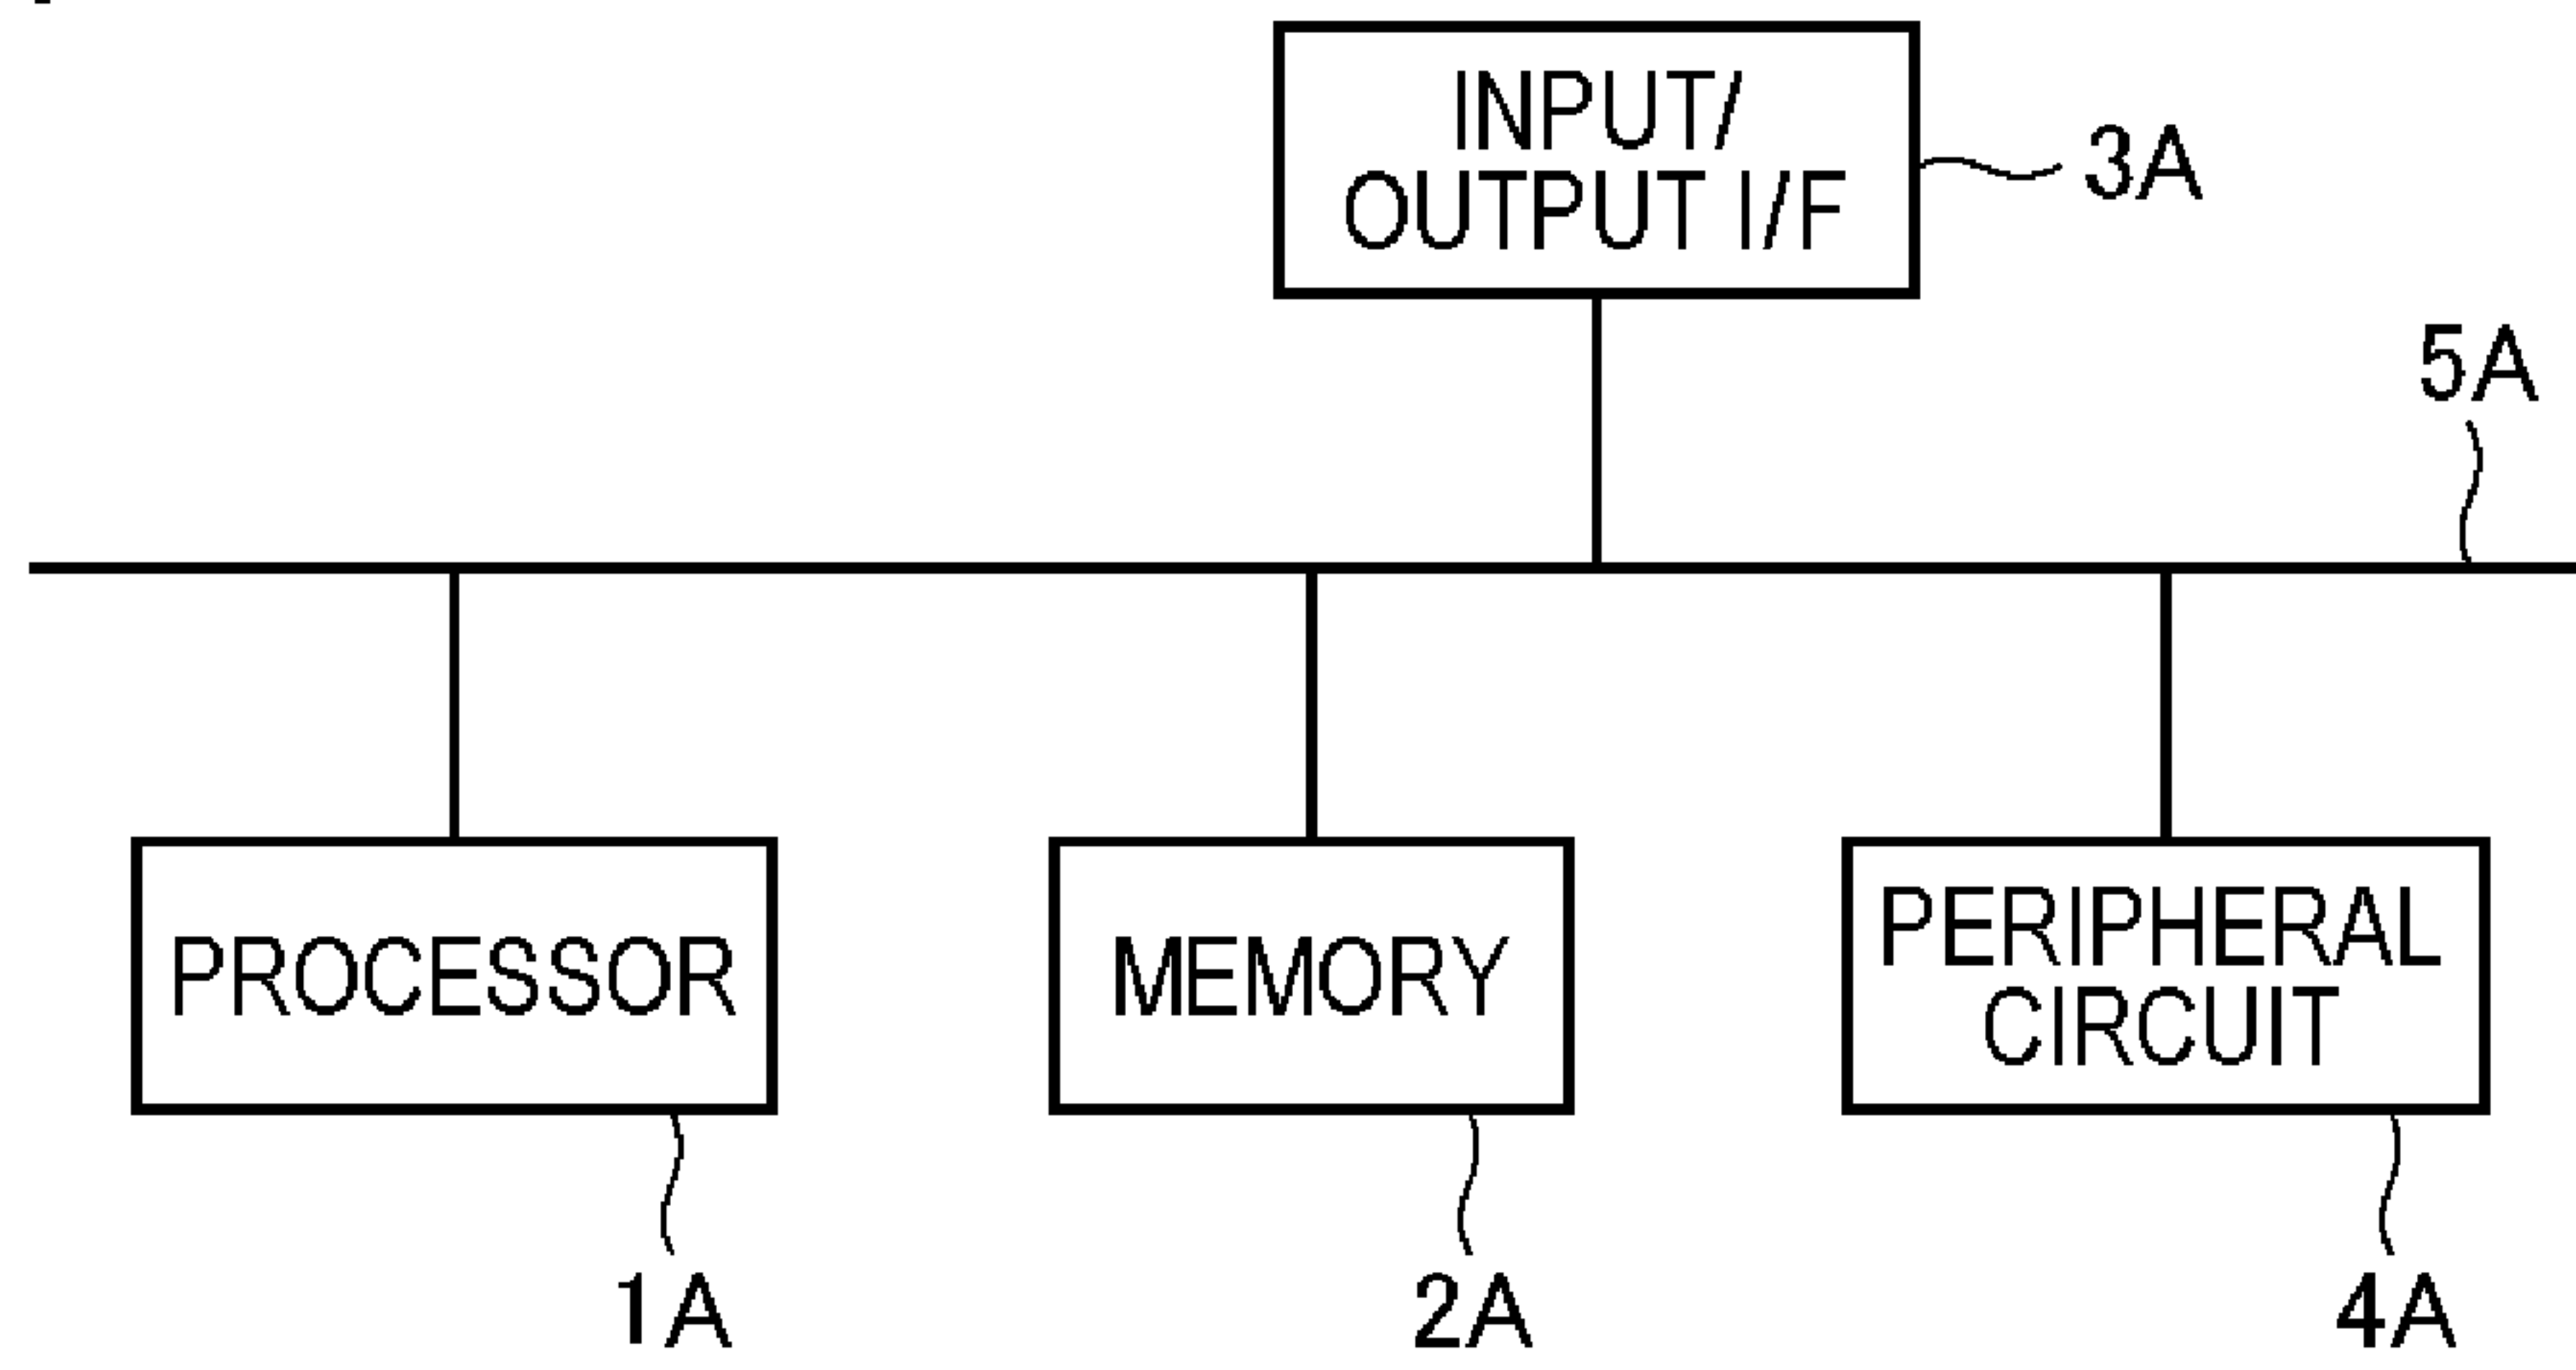 INPUT/
OUTPUT I/F
3A
5A
PROCESSOR
MEMORY
PERIPHERAL
CIRCUIT
1A
2A
4A